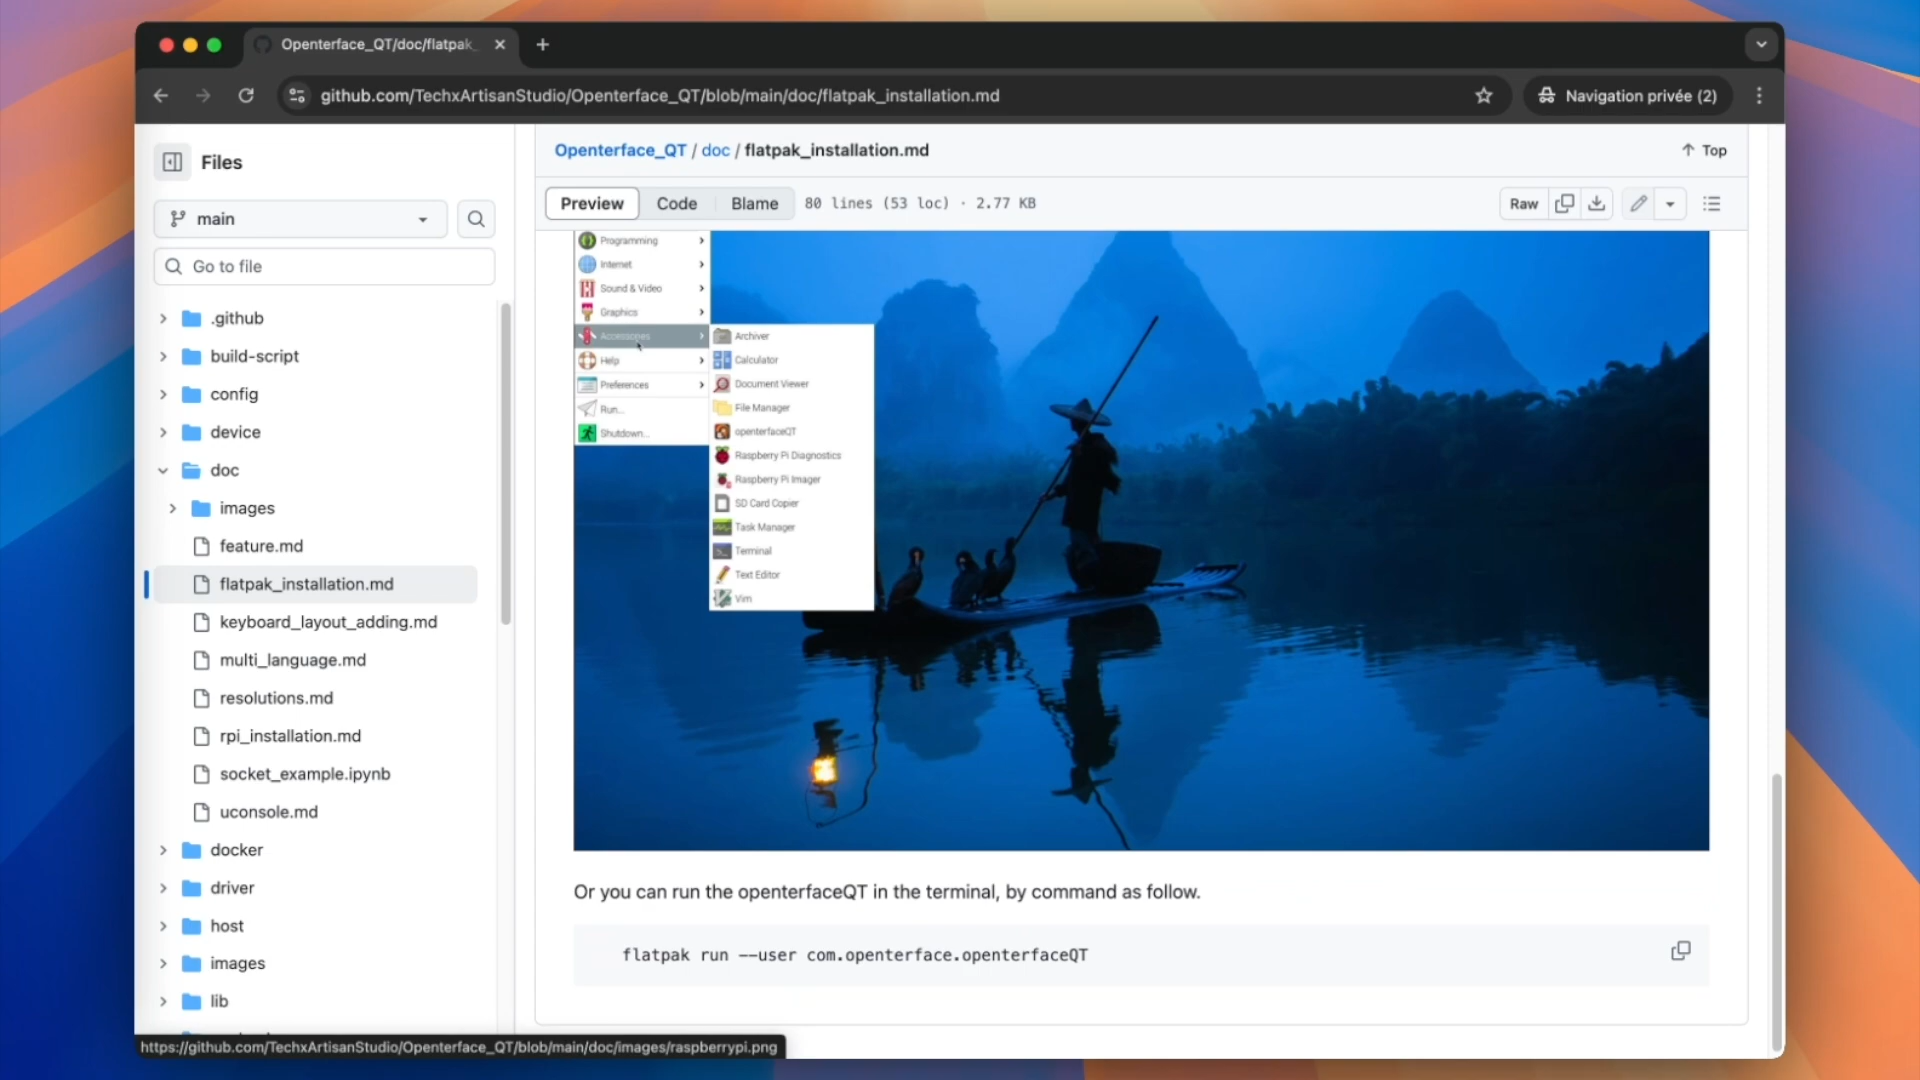 Openterface_QT/doc/flatpak_
github.com/TechxArtisanStudio/Openterface_QT/blob/main/doc/flatpak_installation.md
Navigation privée (2)
Files
main
Go to file
.github
build-script
config
device
doc
images
feature.md
flatpak_installation.md
keyboard_layout_adding.md
multi_language.md
resolutions.md
rpi_installation.md
socket_example.ipynb
uconsole.md
docker
driver
host
images
lib
Openterface_QT / doc / flatpak_installation.md
Top
Preview
Code
Blame
80 lines (53 loc) · 2.77 KB
Raw
Programming
Internet
Sound & Video
Graphics
Accessories
Help
Preferences
Run...
Shutdown...
Archiver
Calculator
Document Viewer
File Manager
openterfaceQT
Raspberry Pi Diagnostics
Raspberry Pi Imager
SD Card Copier
Task Manager
Terminal
Text Editor
Vim
Or you can run the openterfaceQT in the terminal, by command as follow.
flatpak run --user com.openterface.openterfaceQT
https://github.com/TechxArtisanStudio/Openterface_QT/blob/main/doc/images/raspberrypi.png